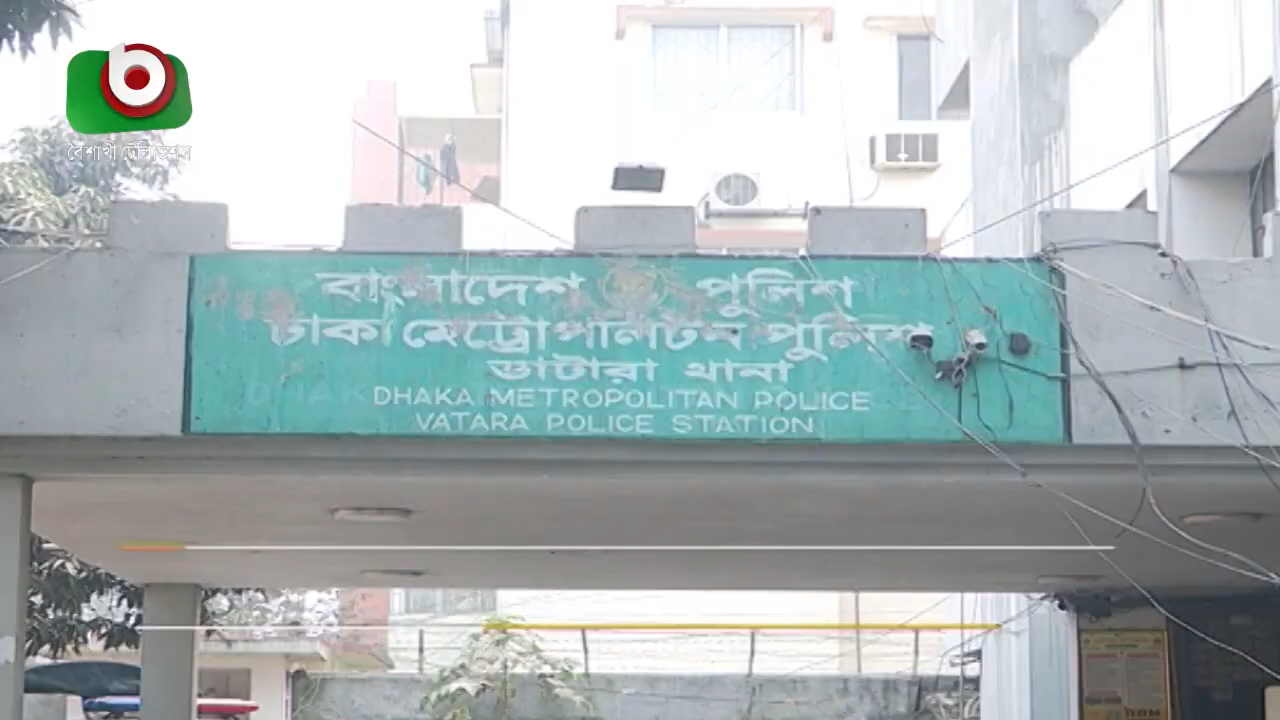 বৈশাখী টেলিভিশন
বাংলাদেশ পুলিশ
ঢাকা মেট্রোপলিটন পুলিশ
ভাটারা থানা
DHAKA METROPOLITAN POLICE
VATARA POLICE STATION